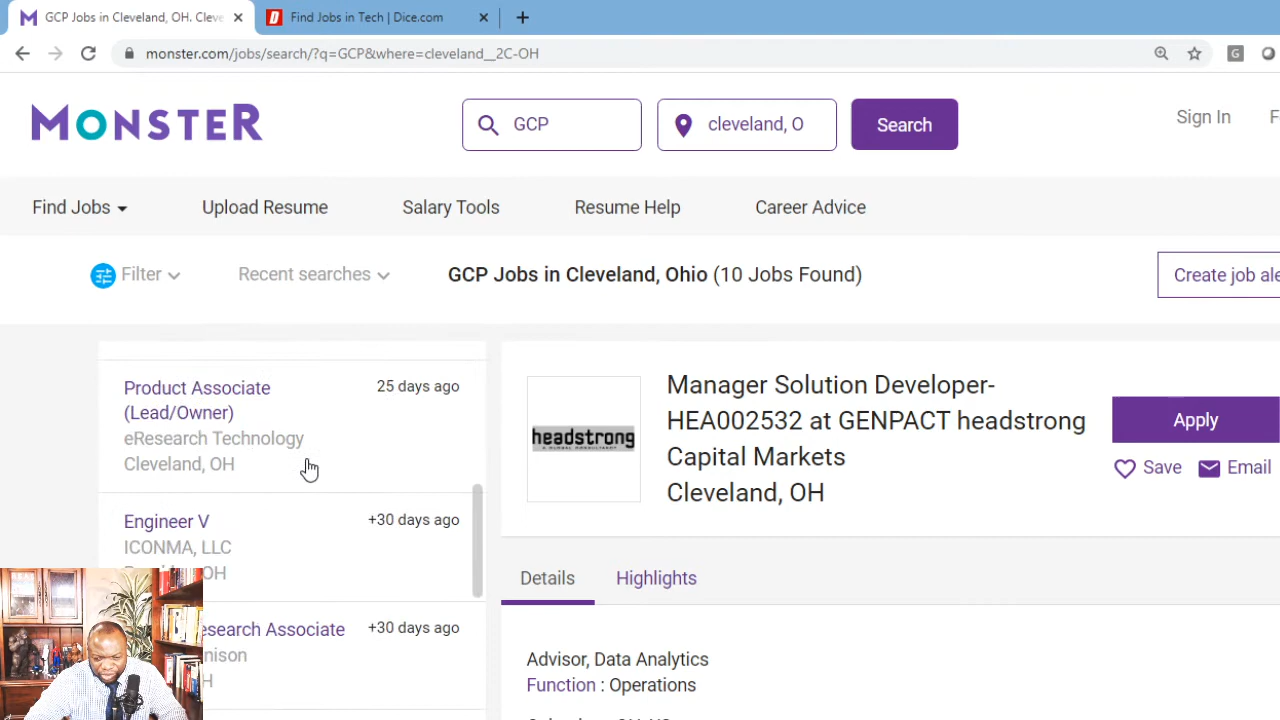 GCP Jobs in Cleveland, OH. Cleve
Find Jobs in Tech | Dice.com
monster.com/jobs/search/?q=GCP&where=cleveland__2C-OH
G
MONSTER
GCP
cleveland, O
Search
Sign In
F
Find Jobs
Upload Resume
Salary Tools
Resume Help
Career Advice
Filter
Recent searches
GCP Jobs in Cleveland, Ohio (10 Jobs Found)
Create job ale
Product Associate
(Lead/Owner)
25 days ago
eResearch Technology
Cleveland, OH
Engineer V
+30 days ago
ICONMA, LLC
OH
esearch Associate
+30 days ago
nison
H
headstrong
Manager Solution Developer-
HEA002532 at GENPACT headstrong
Capital Markets
Cleveland, OH
Apply
Save
Email
Details
Highlights
Advisor, Data Analytics
Function : Operations